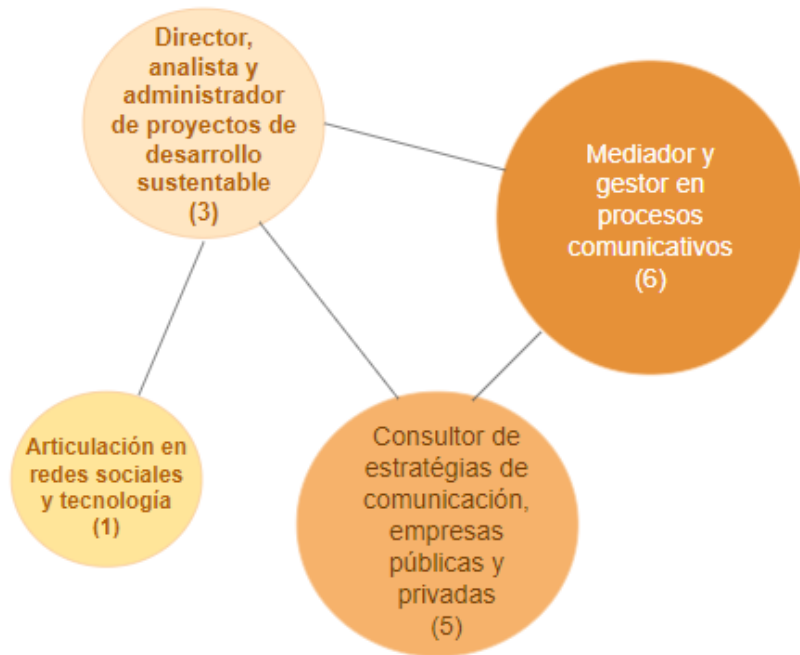 Director,
analista y
administrador
de proyectos de
desarrollo
sustentable
(3)
Mediador y
gestor en
procesos
comunicativos
(6)
Articulación en
redes sociales
y tecnología
(1)
Consultor de
estratégias de
comunicación,
empresas
públicas y
privadas
(5)